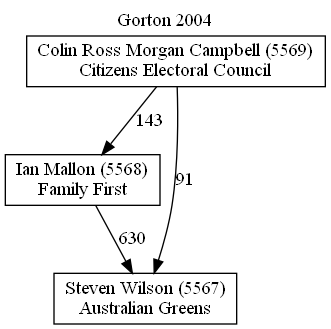 Gorton 2004
Colin Ross Morgan Campbell (5569)
Citizens Electoral Council
143
Ian Mallon (5568)
Family First
91
630
Steven Wilson (5567)
Australian Greens